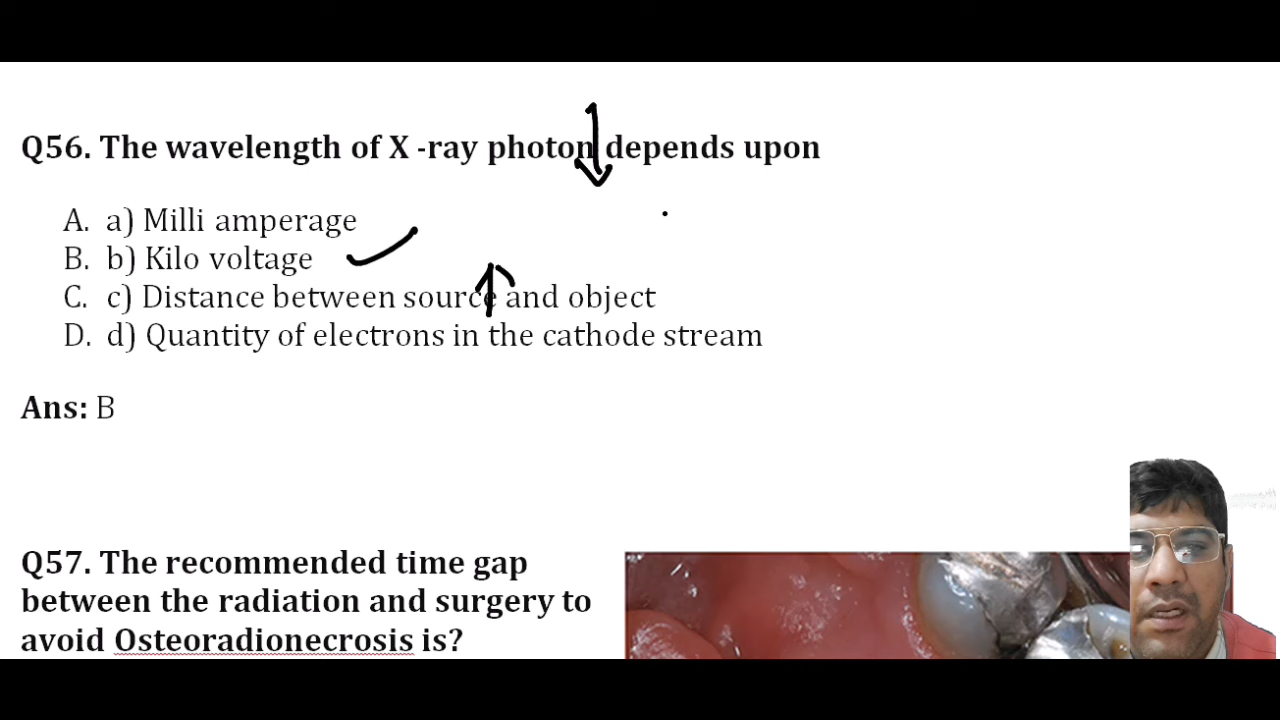 Q56. The wavelength of X -ray photon depends upon
A. a) Milli amperage
B. b) Kilo voltage
C. c) Distance between source and object
D. d) Quantity of electrons in the cathode stream
Ans: B
Q57. The recommended time gap
between the radiation and surgery to
avoid Osteoradionecrosis is?